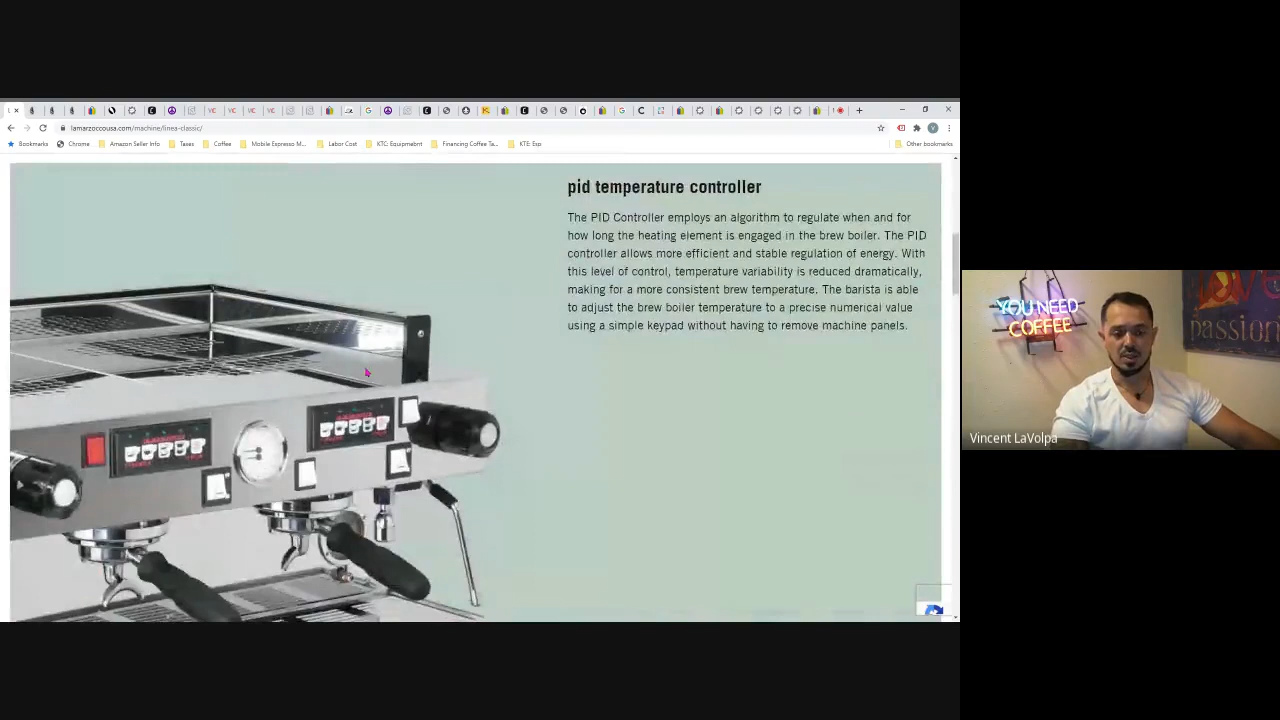 lamarzoccousa.com/machine/linea-classic/
Bookmarks Chrome Amazon Seller Info Taxes Coffee Mobile Espresso M... Labor Cost KTC: Equipmebnt Financing Coffee Ta... KTE: Esp Other bookmarks
pid temperature controller
The PID Controller employs an algorithm to regulate when and for
how long the heating element is engaged in the brew boiler. The PID
controller allows more efficient and stable regulation of energy. With
this level of control, temperature variability is reduced dramatically,
making for a more consistent brew temperature. The barista is able
to adjust the brew boiler temperature to a precise numerical value
using a simple keypad without having to remove machine panels.
YOU NEED
COFFEE
passion
Vincent LaVolpa